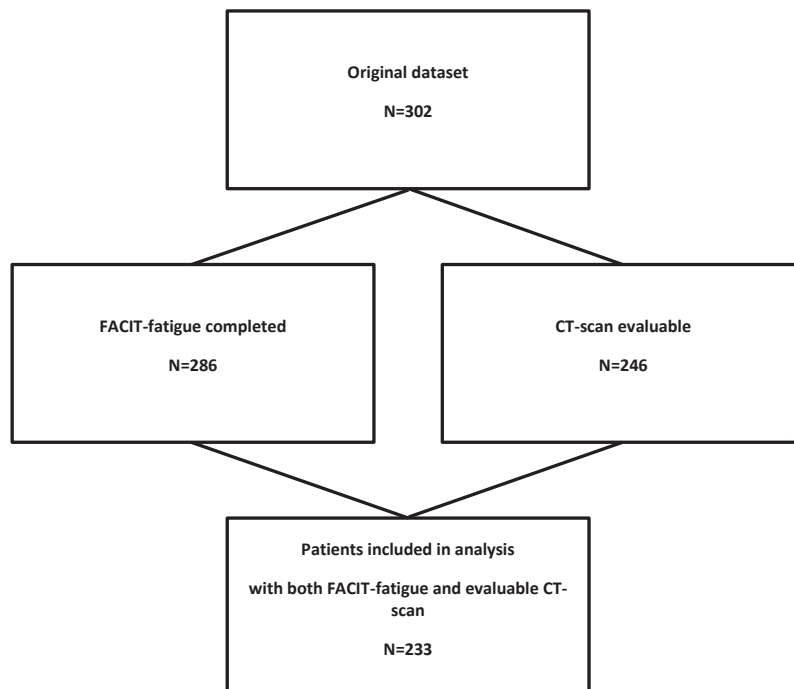 Original dataset
N=302
FACIT-fatigue completed
N=286
CT-scan evaluable
N=246
Patients included in analysis
with both FACIT-fatigue and evaluable CT-
scan
N=233